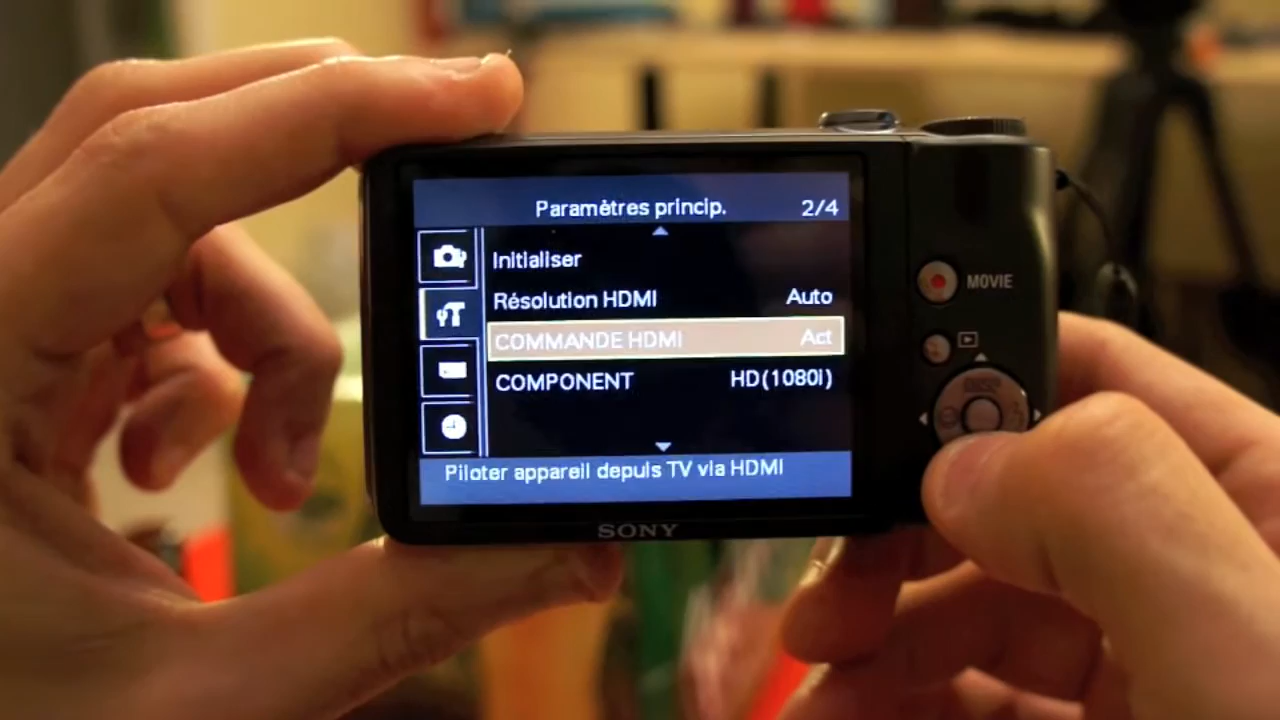 Paramètres princip. 2/4
Initialiser
Résolution HDMI Auto
COMMANDE HDMI Act
COMPONENT HD(1080i)
Piloter appareil depuis TV via HDMI
SONY
MOVIE